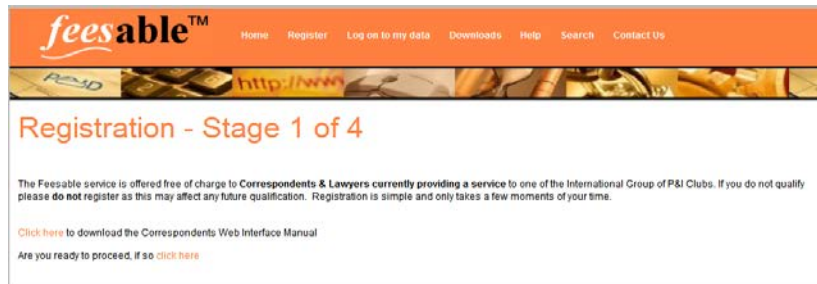 feesable™
Home Register Log on to my data Downloads Help Search Contact Us
http://www
Registration - Stage 1 of 4
The Feesable service is offered free of charge to Correspondents & Lawyers currently providing a service to one of the International Group of P&I Clubs. If you do not qualify
please do not register as this may affect any future qualification. Registration is simple and only takes a few moments of your time.
Click here to download the Correspondents Web Interface Manual
Are you ready to proceed, if so click here